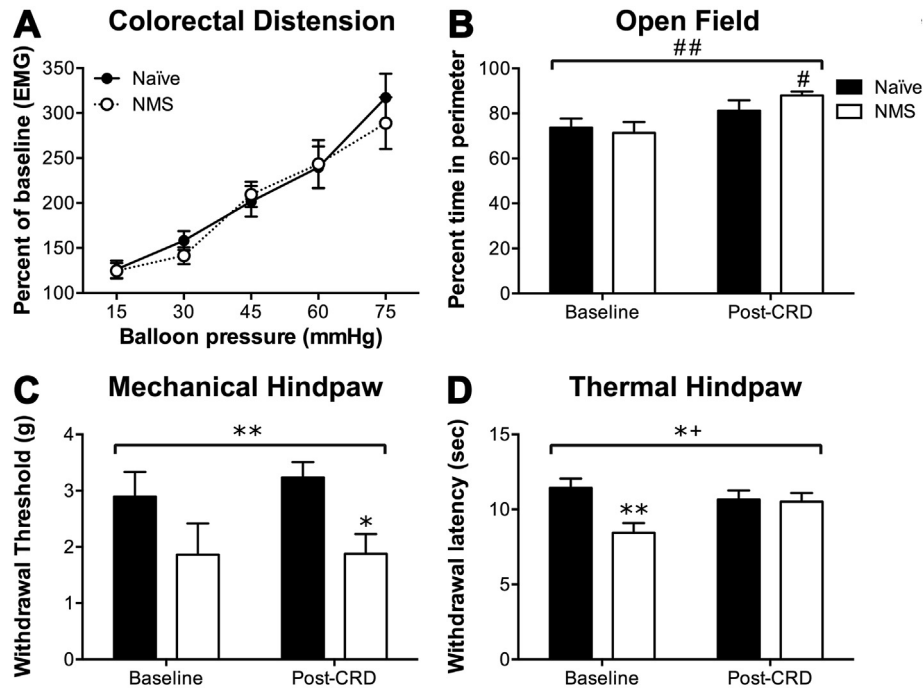 A Colorectal Distension
Percent of baseline (EMG)
350
300
250
200
150
100
Naïve
NMS
15 30 45 60 75
Balloon pressure (mmHg)
B Open Field
Percent time in perimeter
100
80
60
40
20
0
##
#
Naïve
NMS
Baseline Post-CRD
C Mechanical Hindpaw
Withdrawal Threshold (g)
4
3
2
1
0
**
*
Baseline Post-CRD
D Thermal Hindpaw
Withdrawal latency (sec)
15
10
5
0
*+
**
Baseline Post-CRD